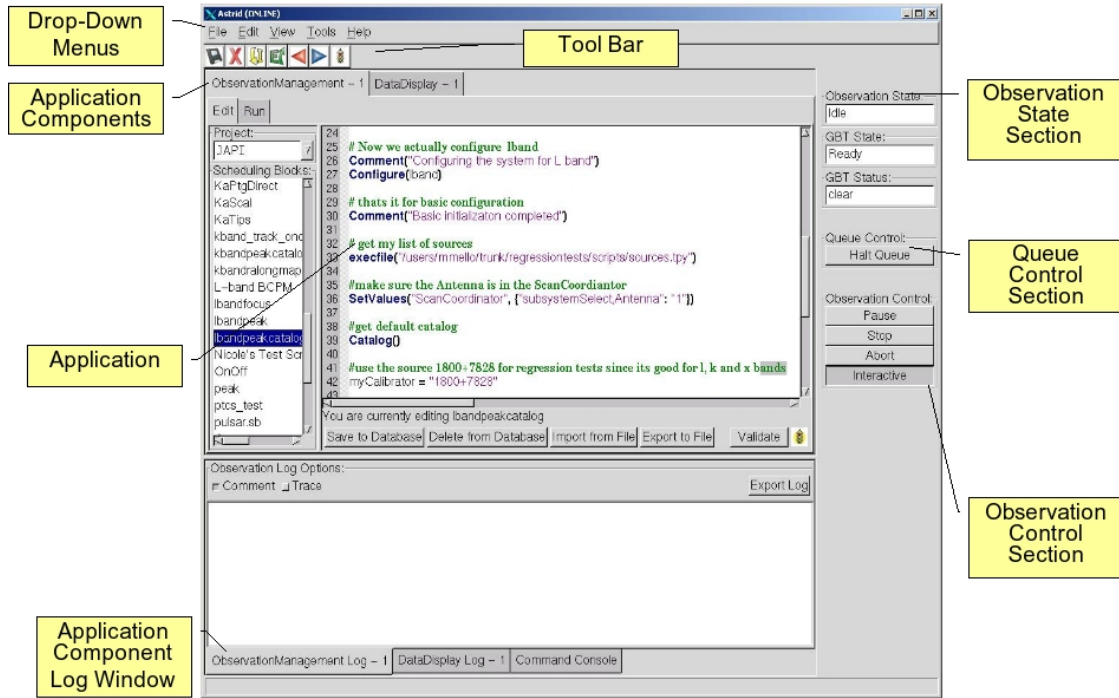 Astrid (ONLINE)
File Edit View Tools Help
Drop-Down
Menus
Tool Bar
Application
Components
ObservationManagement - 1
DataDisplay - 1
Edit
Run
Project:
JAPI
Scheduling Blocks:
KaPtgDirect
KaScal
KaTips
kband_track_ond
kbandpeakcatalo
kbandralongmap
L-band BCPM
lbandfocus
lbandpeak
lbandpeakcatalog
Nicole's Test Scr
OnOff
peak
ptcs_test
pulsar.sb
24
25 # Now we actually configure lband
26 Comment("Configuring the system for L band")
27 Configure(lband)
28
29 # thats it for basic configuration
30 Comment("Basic initializaton completed")
31
32 # get my list of sources
33 execfile("/users/mmello/trunk/regressiontests/scripts/sources.tpy")
34
35 #make sure the Antenna is in the ScanCoordiantor
36 SetValues("ScanCoordinator", {"subsystemSelect,Antenna": "1"})
37
38 #get default catalog
39 Catalog()
40
41 #use the source 1800+7828 for regression tests since its good for l, k and x bands
42 myCalibrator = "1800+7828"
43
You are currently editing lbandpeakcatalog
Save to Database
Delete from Database
Import from File
Export to File
Validate
Application
Observation State:
Idle
GBT State:
Ready
GBT Status:
clear
Queue Control:
Halt Queue
Observation Control:
Pause
Stop
Abort
Interactive
Observation
State
Section
Queue
Control
Section
Observation
Control
Section
Observation Log Options:
Comment
Trace
Export Log
Application
Component
Log Window
ObservationManagement Log - 1
DataDisplay Log - 1
Command Console